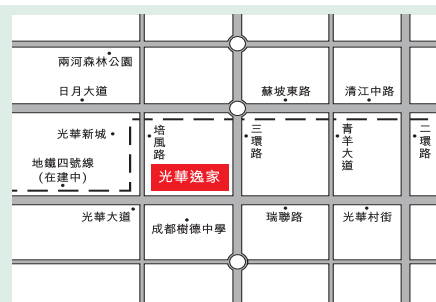 兩河森林公園
日月大道
蘇坡東路
清江中路
光華新城
培風路
三環路
青羊大道
二環路
地鐵四號線
(在建中)
光華逸家
光華大道
成都樹德中學
瑞聯路
光華村街